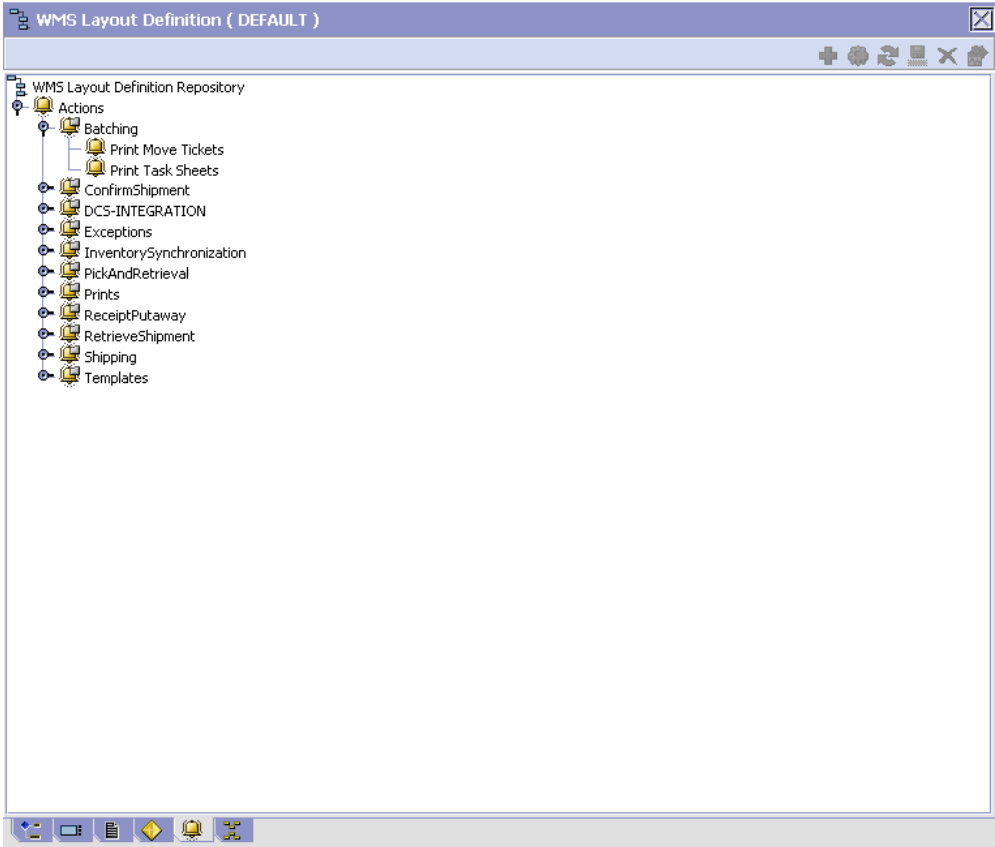 WMS Layout Definition ( DEFAULT )
WMS Layout Definition Repository
Actions
Batching
Print Move Tickets
Print Task Sheets
ConfirmShipment
DCS-INTEGRATION
Exceptions
InventorySynchronization
PickAndRetrieval
Prints
ReceiptPutaway
RetrieveShipment
Shipping
Templates